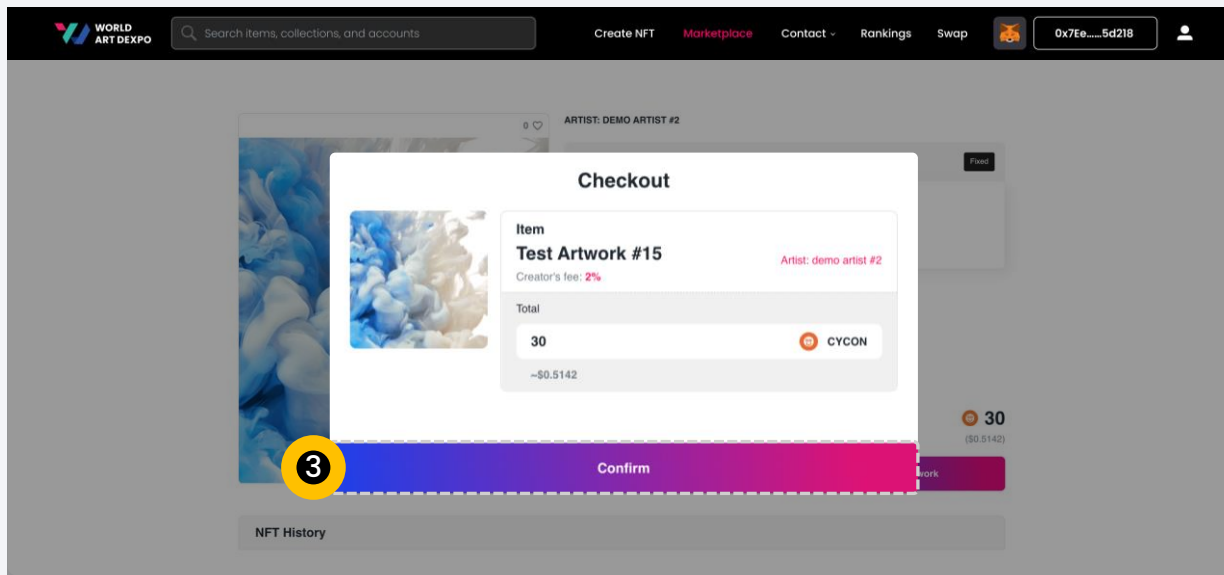 WORLD
ART DEXPO
Search items, collections, and accounts
Create NFT
Marketplace
Contact
Rankings
Swap
0x7Ee......5d218
0
ARTIST: DEMO ARTIST #2
Fixed
Checkout
Item
Test Artwork #15
Artist: demo artist #2
Creator's fee: 2%
Total
30
CYCON
~$0.5142
30
($0.5142)
3
Confirm
work
NFT History